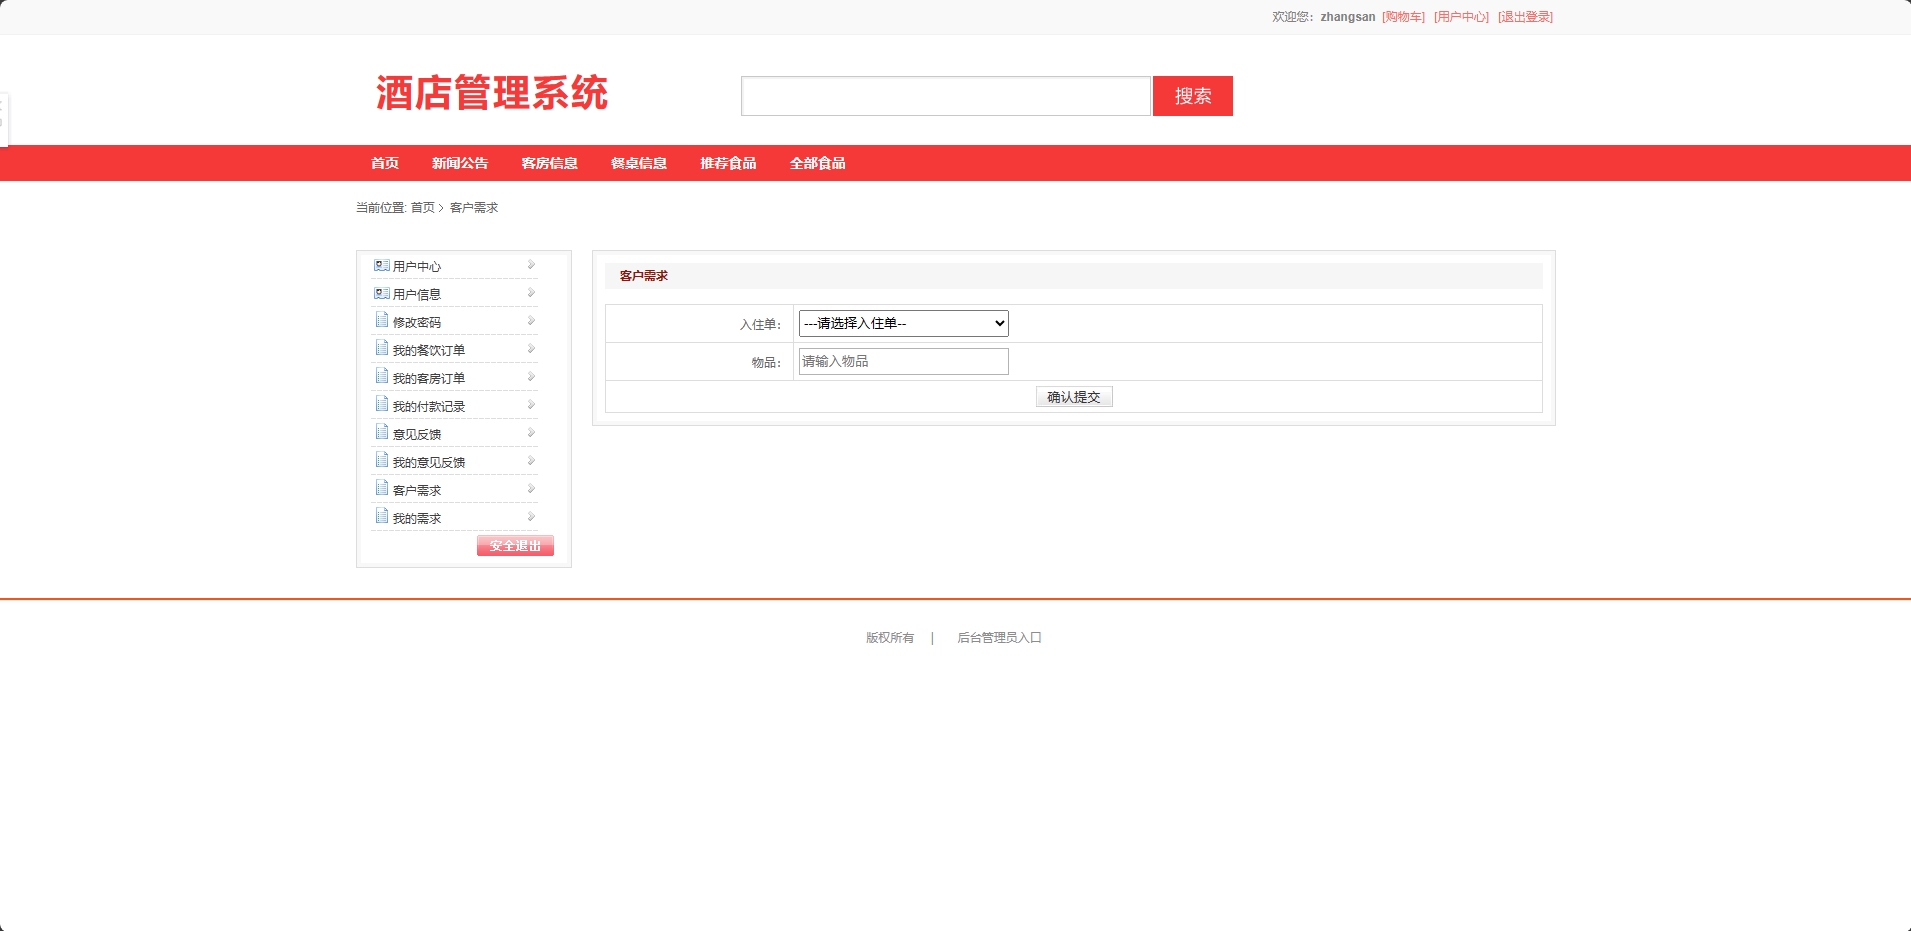 欢迎您：zhangsan [购物车] [用户中心] [退出登录]
酒店管理系统
搜索
首页 新闻公告 客房信息 餐桌信息 推荐食品 全部食品
当前位置: 首页 > 客户需求
用户中心
用户信息
修改密码
我的餐饮订单
我的客房订单
我的付款记录
意见反馈
我的意见反馈
客户需求
我的需求
安全退出
客户需求
入住单： ---请选择入住单--
物品： 请输入物品
确认提交
版权所有 | 后台管理员入口